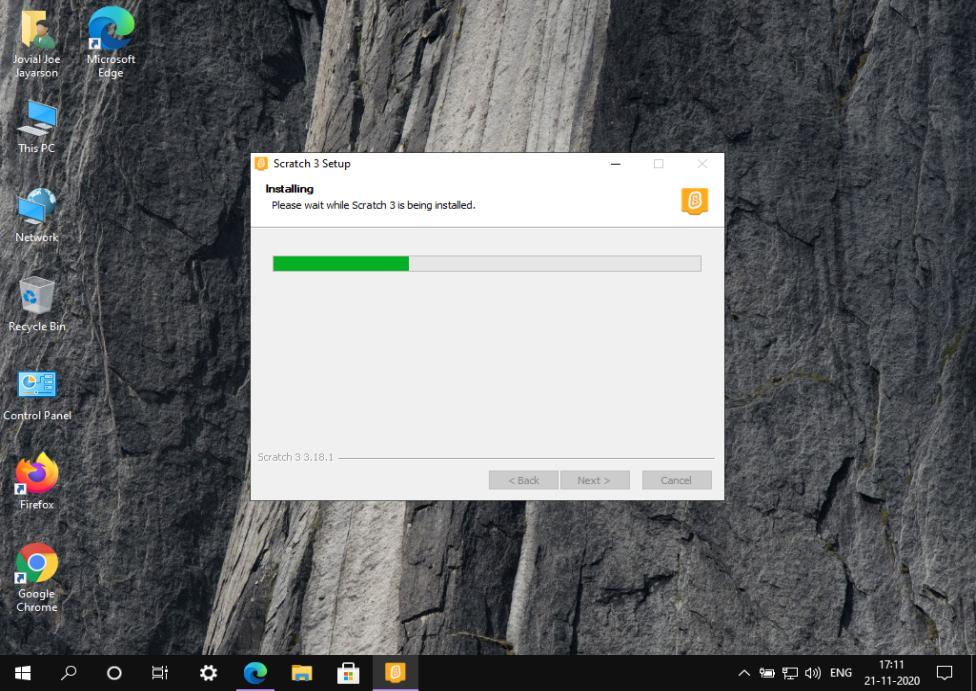 Jovial Joe
Jayarson
Microsoft
Edge
This PC
Network
Recycle Bin
Control Panel
Firefox
Google
Chrome
Scratch 3 Setup
Installing
Please wait while Scratch 3 is being installed.
Scratch 3 3.18.1
< Back
Next >
Cancel
ENG
17:11
21-11-2020